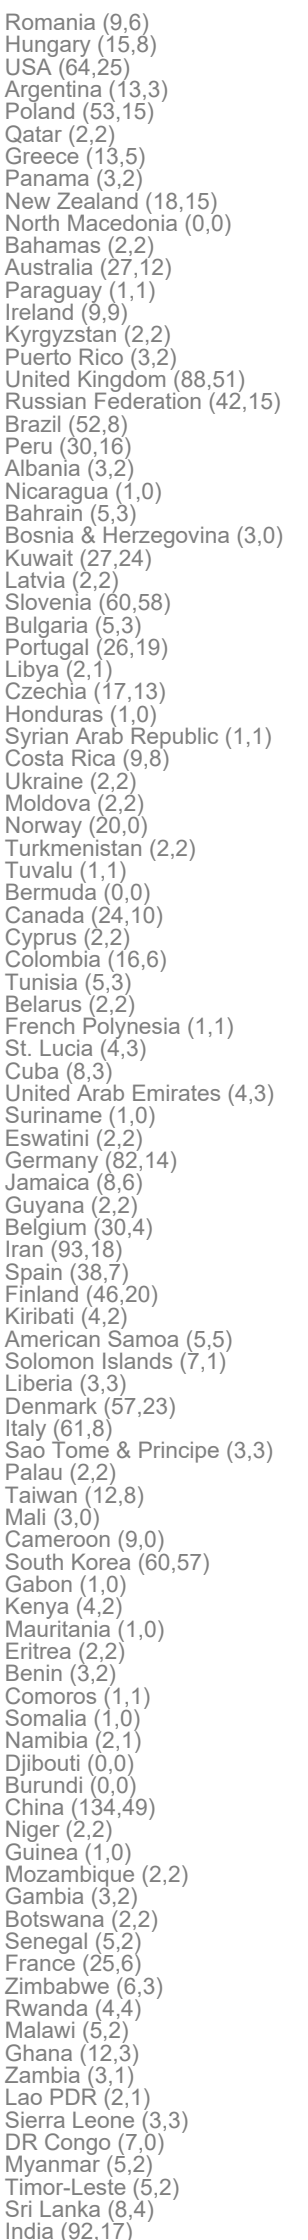 Romania (9,6)
Hungary (15,8)
USA (64,25)
Argentina (13,3)
Poland (53,15)
Qatar (2,2)
Greece (13,5)
Panama (3,2)
New Zealand (18,15)
North Macedonia (0,0)
Bahamas (2,2)
Australia (27,12)
Paraguay (1,1)
Ireland (9,9)
Kyrgyzstan (2,2)
Puerto Rico (3,2)
United Kingdom (88,51)
Russian Federation (42,15)
Brazil (52,8)
Peru (30,16)
Albania (3,2)
Nicaragua (1,0)
Bahrain (5,3)
Bosnia & Herzegovina (3,0)
Kuwait (27,24)
Latvia (2,2)
Slovenia (60,58)
Bulgaria (5,3)
Portugal (26,19)
Libya (2,1)
Czechia (17,13)
Honduras (1,0)
Syrian Arab Republic (1,1)
Costa Rica (9,8)
Ukraine (2,2)
Moldova (2,2)
Norway (20,0)
Turkmenistan (2,2)
Tuvalu (1,1)
Bermuda (0,0)
Canada (24,10)
Cyprus (2,2)
Colombia (16,6)
Tunisia (5,3)
Belarus (2,2)
French Polynesia (1,1)
St. Lucia (4,3)
Cuba (8,3)
United Arab Emirates (4,3)
Suriname (1,0)
Eswatini (2,2)
Germany (82,14)
Jamaica (8,6)
Guyana (2,2)
Belgium (30,4)
Iran (93,18)
Spain (38,7)
Finland (46,20)
Kiribati (4,2)
American Samoa (5,5)
Solomon Islands (7,1)
Liberia (3,3)
Denmark (57,23)
Italy (61,8)
Sao Tome & Principe (3,3)
Palau (2,2)
Taiwan (12,8)
Mali (3,0)
Cameroon (9,0)
South Korea (60,57)
Gabon (1,0)
Kenya (4,2)
Mauritania (1,0)
Eritrea (2,2)
Benin (3,2)
Comoros (1,1)
Somalia (1,0)
Namibia (2,1)
Djibouti (0,0)
Burundi (0,0)
China (134,49)
Niger (2,2)
Guinea (1,0)
Mozambique (2,2)
Gambia (3,2)
Botswana (2,2)
Senegal (5,2)
France (25,6)
Zimbabwe (6,3)
Rwanda (4,4)
Malawi (5,2)
Ghana (12,3)
Zambia (3,1)
Lao PDR (2,1)
Sierra Leone (3,3)
DR Congo (7,0)
Myanmar (5,2)
Timor-Leste (5,2)
Sri Lanka (8,4)
India (92,17)